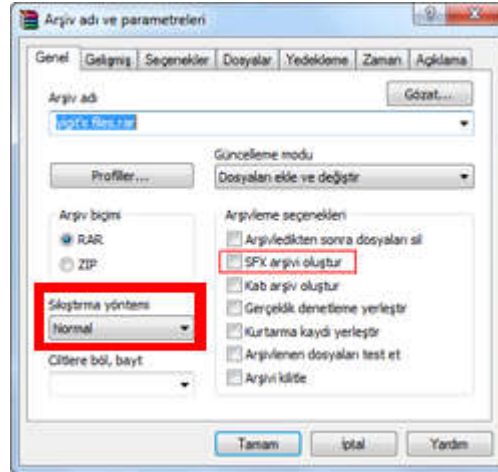 Arşiv adı ve parametreleri
Genel Gelişmiş Seçenekler Dosyalar Yedekleme Zaman Açıklama
Arşiv adı
Gözat...
yigit's files.rar
Güncelleme modu
Profiller...
Dosyaları ekle ve değiştir
Arşiv biçimi
RAR
ZIP
Arşivleme seçenekleri
Arşivledikten sonra dosyaları sil
SFX arşivi oluştur
Katı arşiv oluştur
Gerçeklik denetleme yerleştir
Kurtarma kaydı yerleştir
Arşivlenen dosyaları test et
Arşivi kilitle
Sıkıştırma yöntemi
Normal
Ciltlere böl, bayt
Tamam İptal Yardım